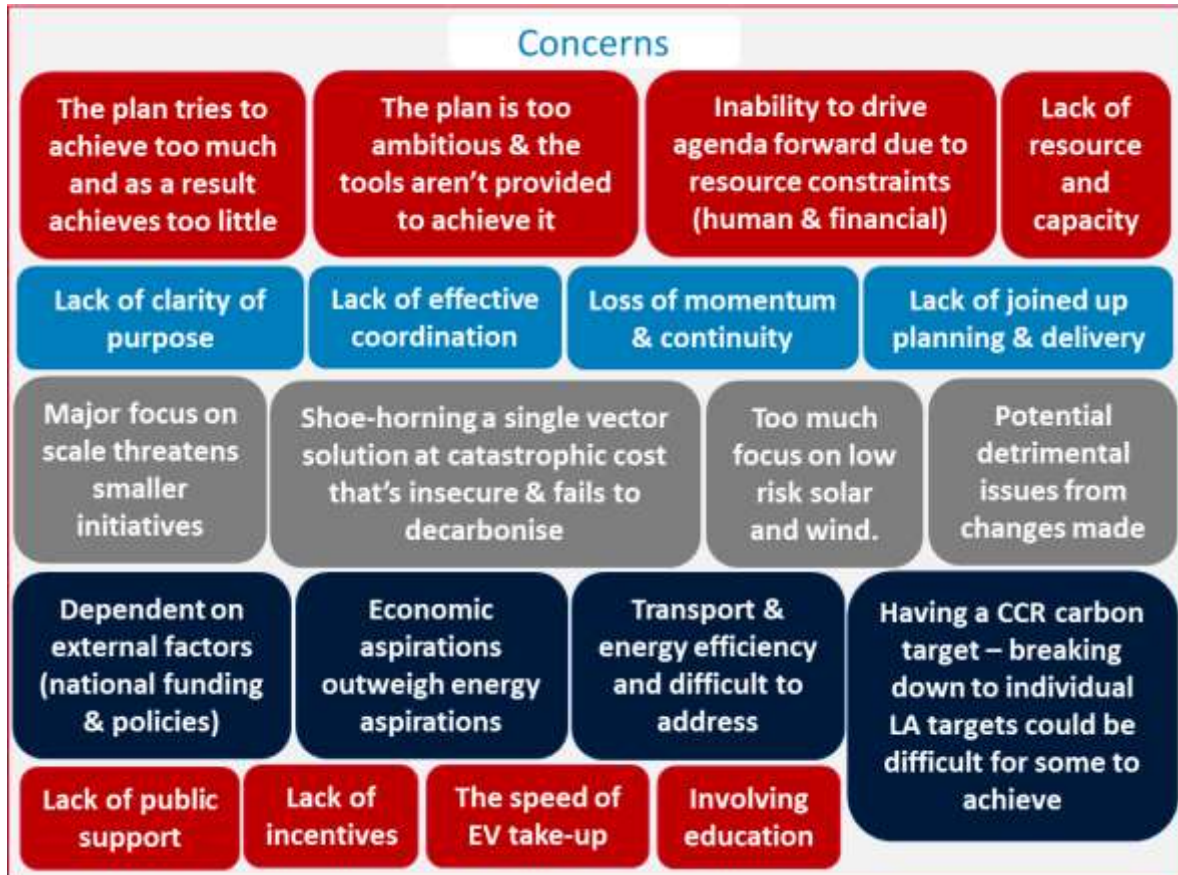 Concerns
The plan tries to
achieve too much
and as a result
achieves too little
The plan is too
ambitious & the
tools aren't provided
to achieve it
Inability to drive
agenda forward due to
resource constraints
(human & financial)
Lack of
resource
and
capacity
Lack of clarity of
purpose
Lack of effective
coordination
Loss of momentum
& continuity
Lack of joined up
planning & delivery
Major focus on
scale threatens
smaller
initiatives
Shoe-horning a single vector
solution at catastrophic cost
that's insecure & fails to
decarbonise
Too much
focus on low
risk solar
and wind.
Potential
detrimental
issues from
changes made
Dependent on
external factors
(national funding
& policies)
Economic
aspirations
outweigh energy
aspirations
Transport &
energy efficiency
and difficult to
address
Having a CCR carbon
target – breaking
down to individual
LA targets could be
difficult for some to
achieve
Lack of public
support
Lack of
incentives
The speed of
EV take-up
Involving
education